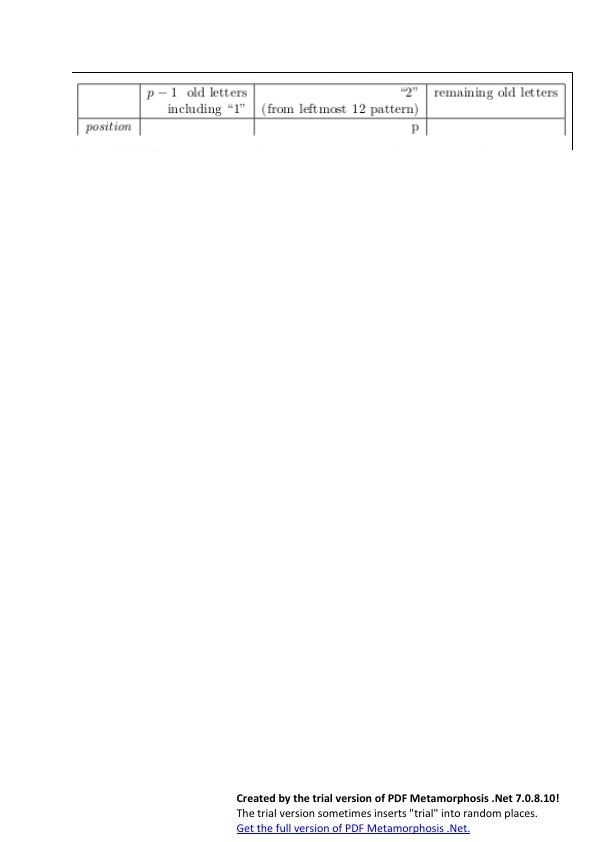 p − 1 old letters “2” remaining old letters
including “1” (from leftmost 12 pattern)
position p
Created by the trial version of PDF Metamorphosis .Net 7.0.8.10!
The trial version sometimes inserts "trial" into random places.
Get the full version of PDF Metamorphosis .Net.